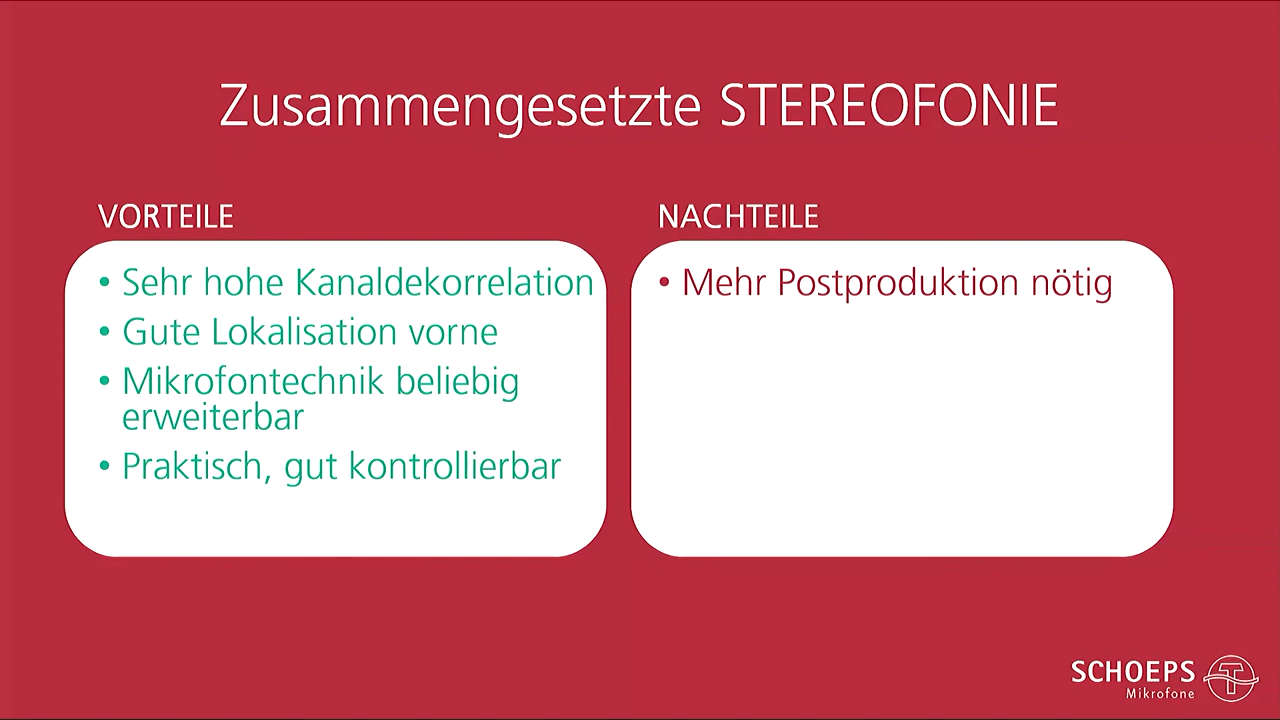 Zusammengesetzte STEREOFONIE
VORTEILE
• Sehr hohe Kanaldekorrelation
• Gute Lokalisation vorne
• Mikrofontechnik beliebig
erweiterbar
• Praktisch, gut kontrollierbar
NACHTEILE
• Mehr Postproduktion nötig
SCHOEPS
Mikrofone